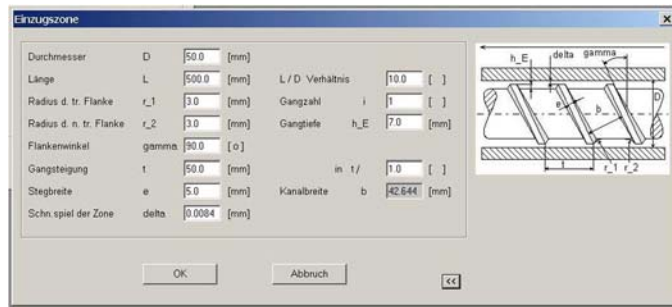 Einzugszone
Durchmesser D 50.0 [mm]
Länge L 500.0 [mm] L / D Verhältnis 10.0 [ ]
Radius d. tr. Flanke r_1 3.0 [mm] Gangzahl i 1 [ ]
Radius d. n. tr. Flanke r_2 3.0 [mm] Gangtiefe h_E 7.0 [mm]
Flankenwinkel gamma 90.0 [o]
Gangsteigung t 50.0 [mm] in t / 1.0 [ ]
Stegbreite e 5.0 [mm] Kanalbreite b 42.644 [mm]
Schn.spiel der Zone delta 0.0084 [mm]
OK Abbruch <<
delta gamma
h_E
e b D
t r_1 r_2